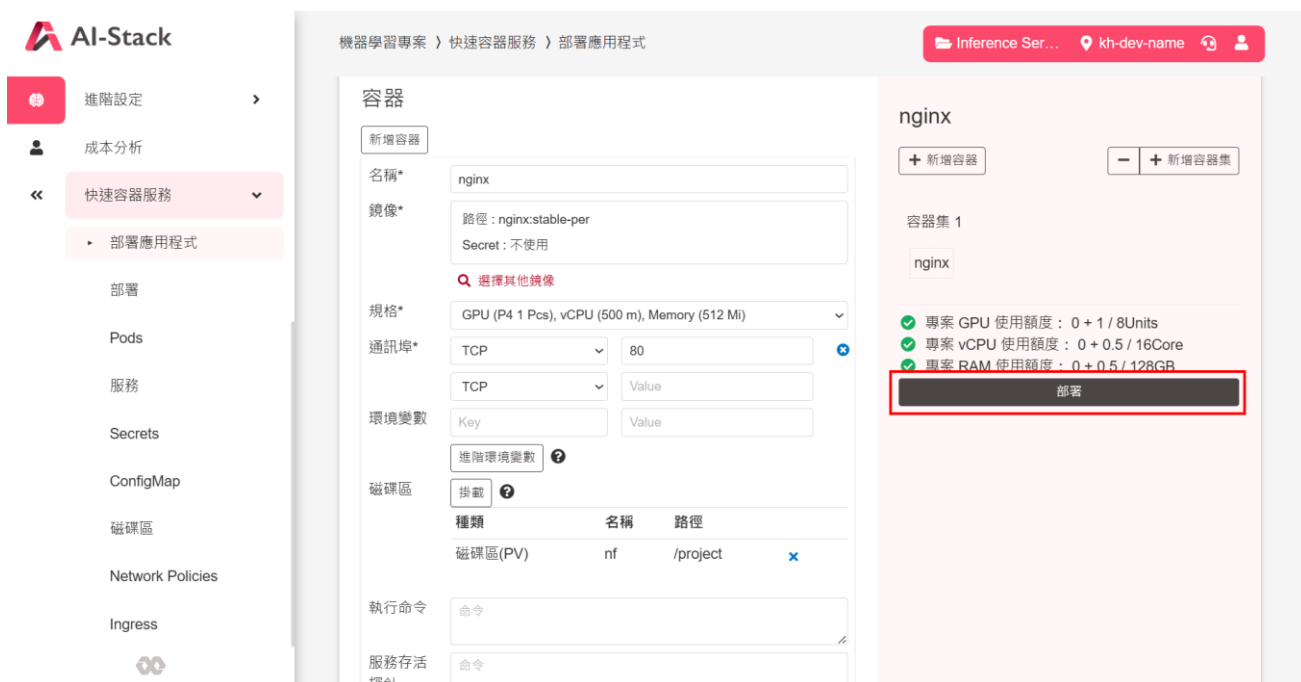 AI-Stack
機器學習專案 ❭ 快速容器服務 ❭ 部署應用程式
Inference Ser...
kh-dev-name
進階設定
成本分析
快速容器服務
部署應用程式
部署
Pods
服務
Secrets
ConfigMap
磁碟區
Network Policies
Ingress
容器
新增容器
名稱*
nginx
鏡像*
路徑 : nginx:stable-per
Secret : 不使用
選擇其他鏡像
規格*
GPU (P4 1 Pcs), vCPU (500 m), Memory (512 Mi)
通訊埠*
TCP
80
TCP
Value
環境變數
Key
Value
進階環境變數
磁碟區
掛載
種類 名稱 路徑
磁碟區(PV) nf /project
執行命令
命令
服務存活
命令
nginx
+ 新增容器
− + 新增容器集
容器集 1
nginx
專案 GPU 使用額度： 0 + 1 / 8Units
專案 vCPU 使用額度： 0 + 0.5 / 16Core
專案 RAM 使用額度： 0 + 0.5 / 128GB
部署